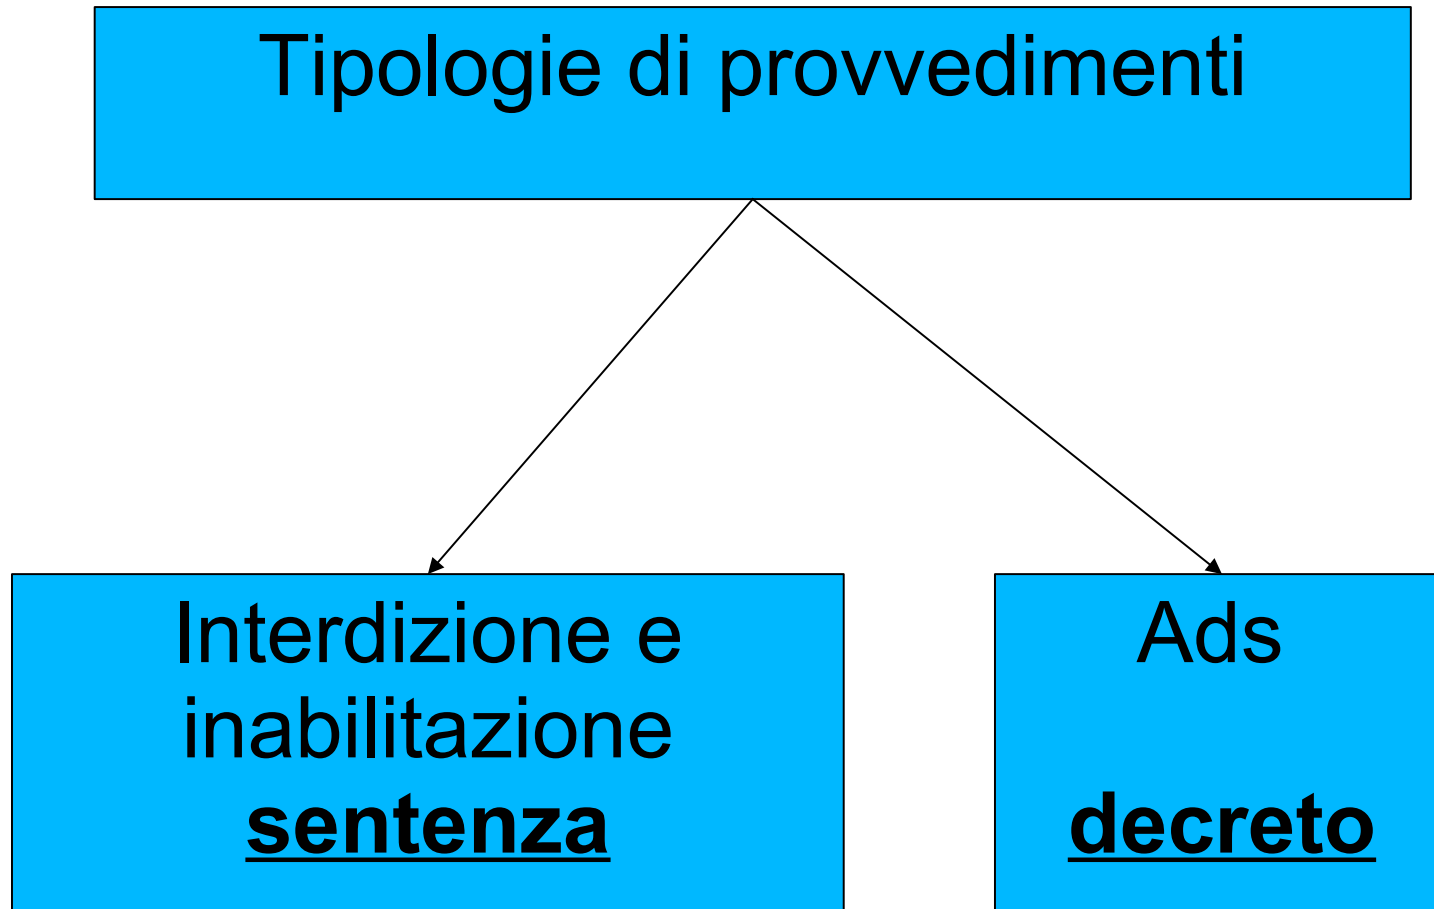 Tipologie di provvedimenti
Interdizione e
inabilitazione
sentenza
Ads
decreto